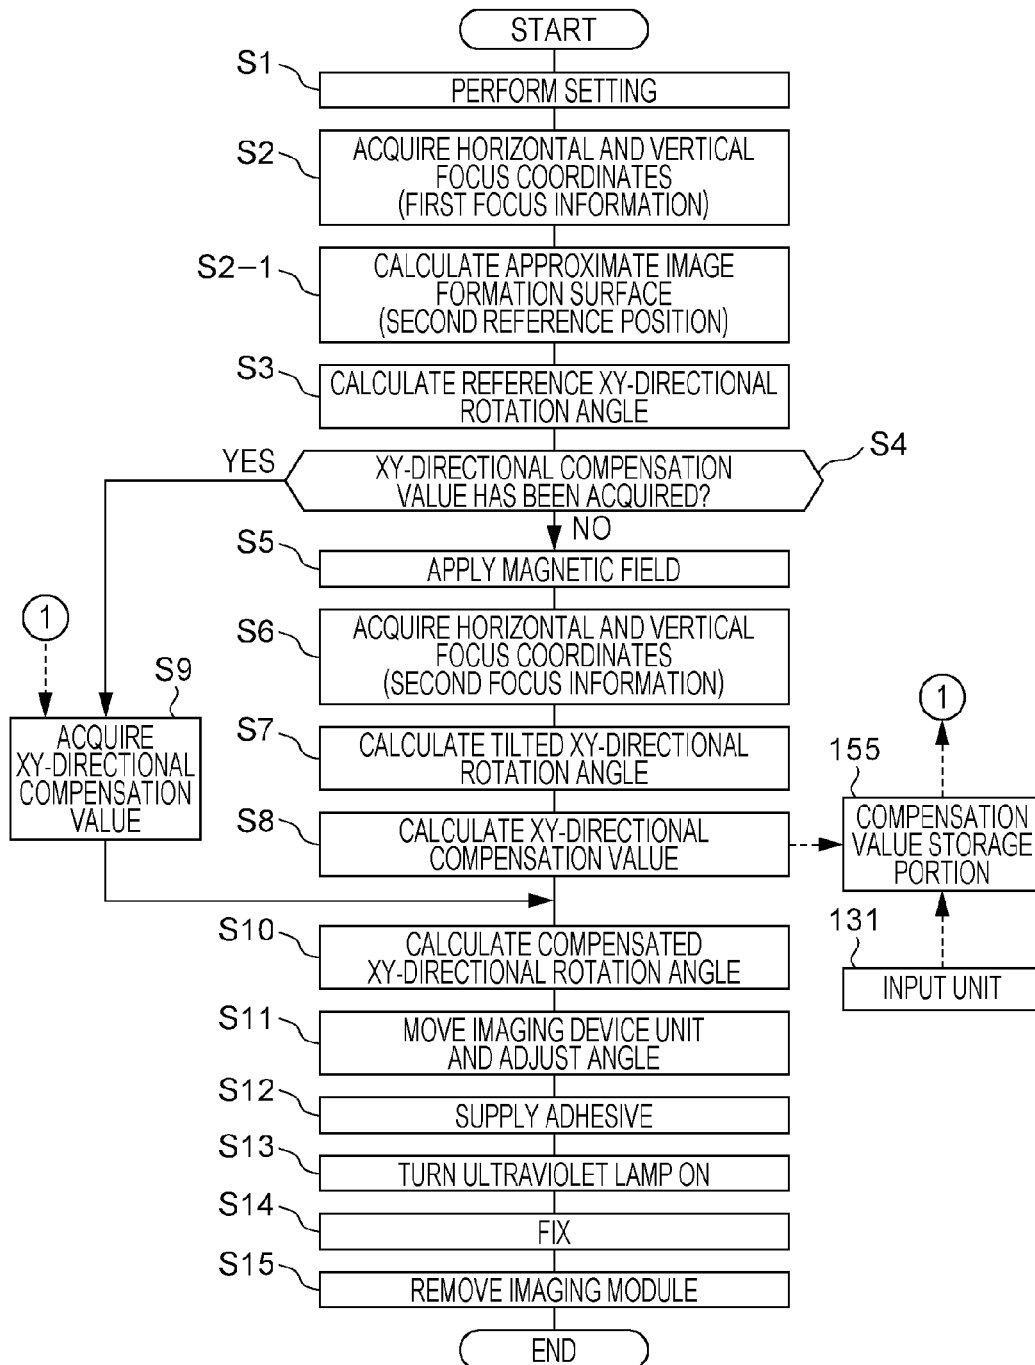 START
S1
PERFORM SETTING
S2
ACQUIRE HORIZONTAL AND VERTICAL
FOCUS COORDINATES
(FIRST FOCUS INFORMATION)
S2-1
CALCULATE APPROXIMATE IMAGE
FORMATION SURFACE
(SECOND REFERENCE POSITION)
S3
CALCULATE REFERENCE XY-DIRECTIONAL
ROTATION ANGLE
YES
XY-DIRECTIONAL COMPENSATION
VALUE HAS BEEN ACQUIRED?
S4
NO
S5
APPLY MAGNETIC FIELD
1
S6
ACQUIRE HORIZONTAL AND VERTICAL
FOCUS COORDINATES
(SECOND FOCUS INFORMATION)
S9
ACQUIRE
XY-DIRECTIONAL
COMPENSATION
VALUE
S7
CALCULATE TILTED XY-DIRECTIONAL
ROTATION ANGLE
1
S8
CALCULATE XY-DIRECTIONAL
COMPENSATION VALUE
155
COMPENSATION
VALUE STORAGE
PORTION
131
INPUT UNIT
S10
CALCULATE COMPENSATED
XY-DIRECTIONAL ROTATION ANGLE
S11
MOVE IMAGING DEVICE UNIT
AND ADJUST ANGLE
S12
SUPPLY ADHESIVE
S13
TURN ULTRAVIOLET LAMP ON
S14
FIX
S15
REMOVE IMAGING MODULE
END